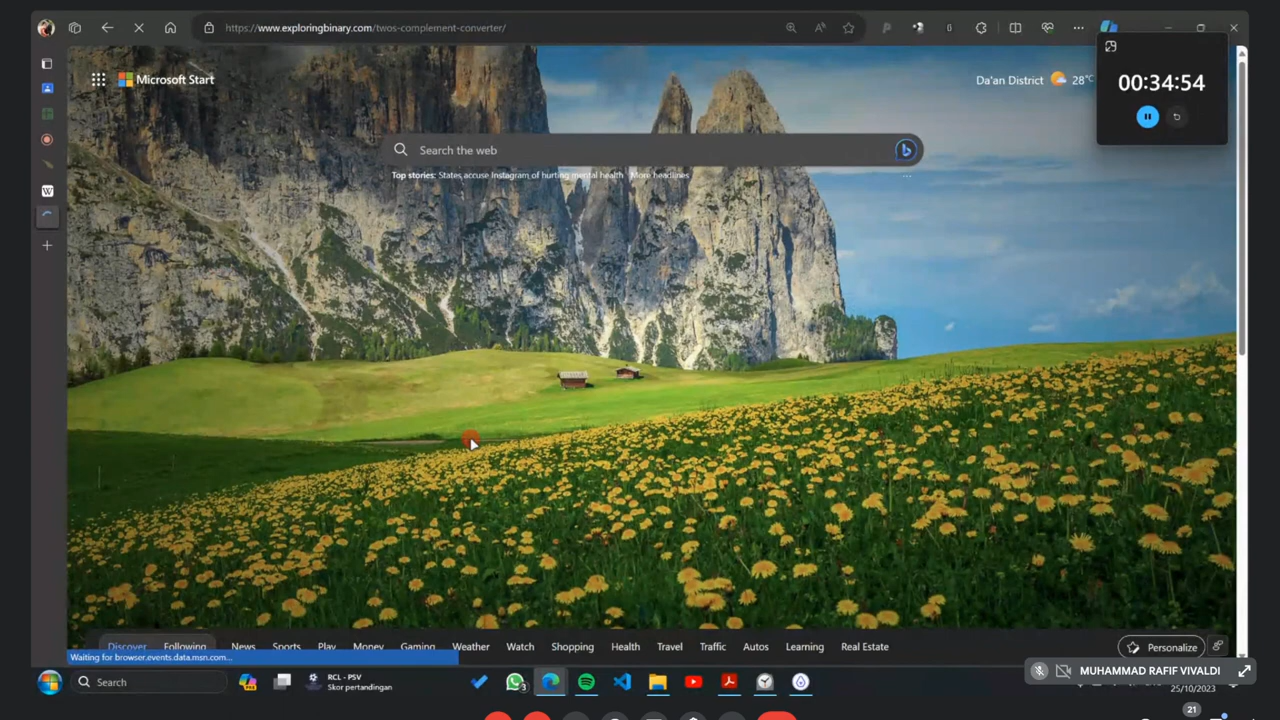 https://www.exploringbinary.com/twos-complement-converter/
Microsoft Start
Da'an District 28°C
00:34:54
Search the web
Top stories: States accuse Instagram of hurting mental health More headlines
Discover Following News Sports Play Money Gaming Weather Watch Shopping Health Travel Traffic Autos Learning Real Estate Personalize
Waiting for browser.events.data.msn.com...
MUHAMMAD RAFIF VIVALDI
Search
RCL - PSV
Skor pertandingan
3
25/10/2023
21